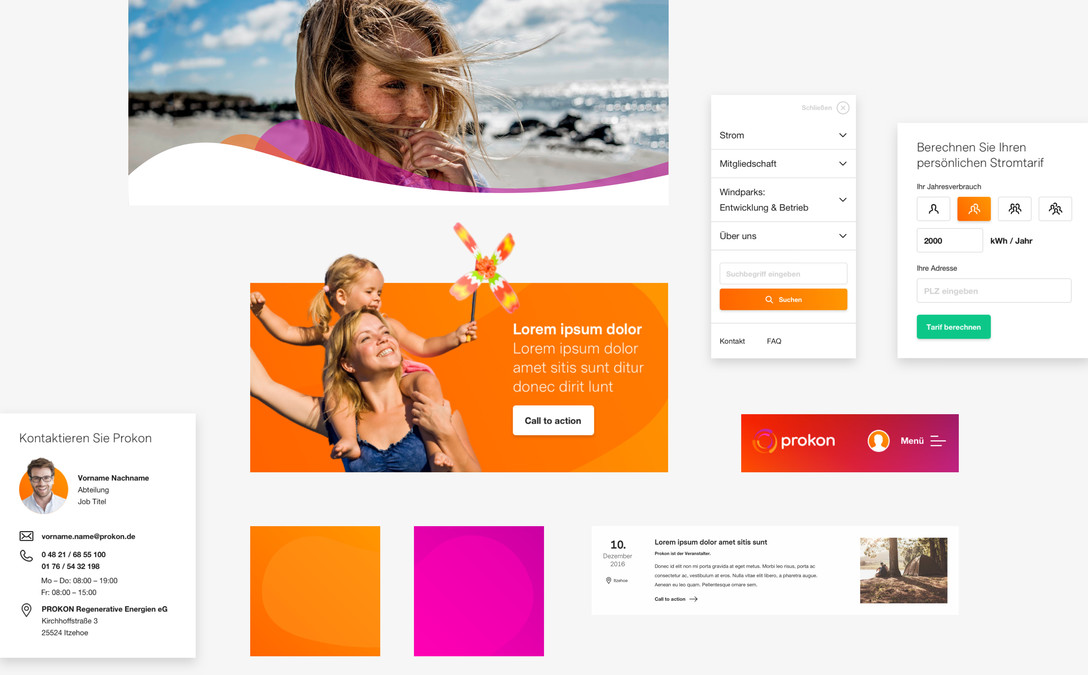 Schließen
Strom
Mitgliedschaft
Windparks:
Entwicklung & Betrieb
Über uns
Suchbegriff eingeben
Suchen
Kontakt FAQ
Berechnen Sie Ihren
persönlichen Stromtarif
Ihr Jahresverbrauch
2000 kWh / Jahr
Ihre Adresse
PLZ eingeben
Tarif berechnen
Lorem ipsum dolor
Lorem ipsum dolor
amet sitis sunt ditur
donec dirit lunt
Call to action
prokon Menü
Kontaktieren Sie Prokon
Vorname Nachname
Abteilung
Job Titel
vorname.name@prokon.de
0 48 21 / 68 55 100
01 76 / 54 32 198
Mo – Do: 08:00 – 19:00
Fr: 08:00 – 15:00
PROKON Regenerative Energien eG
Kirchhoffstraße 3
25524 Itzehoe
10.
Dezember
2016
Itzehoe
Lorem ipsum dolor amet sitis sunt
Prokon ist der Veranstalter.
Donec id elit non mi porta gravida at eget metus. Morbi leo risus, porta ac
consectetur ac, vestibulum at eros. Nulla vitae elit libero, a pharetra augue.
Aenean eu leo quam. Pellentesque ornare sem.
Call to action